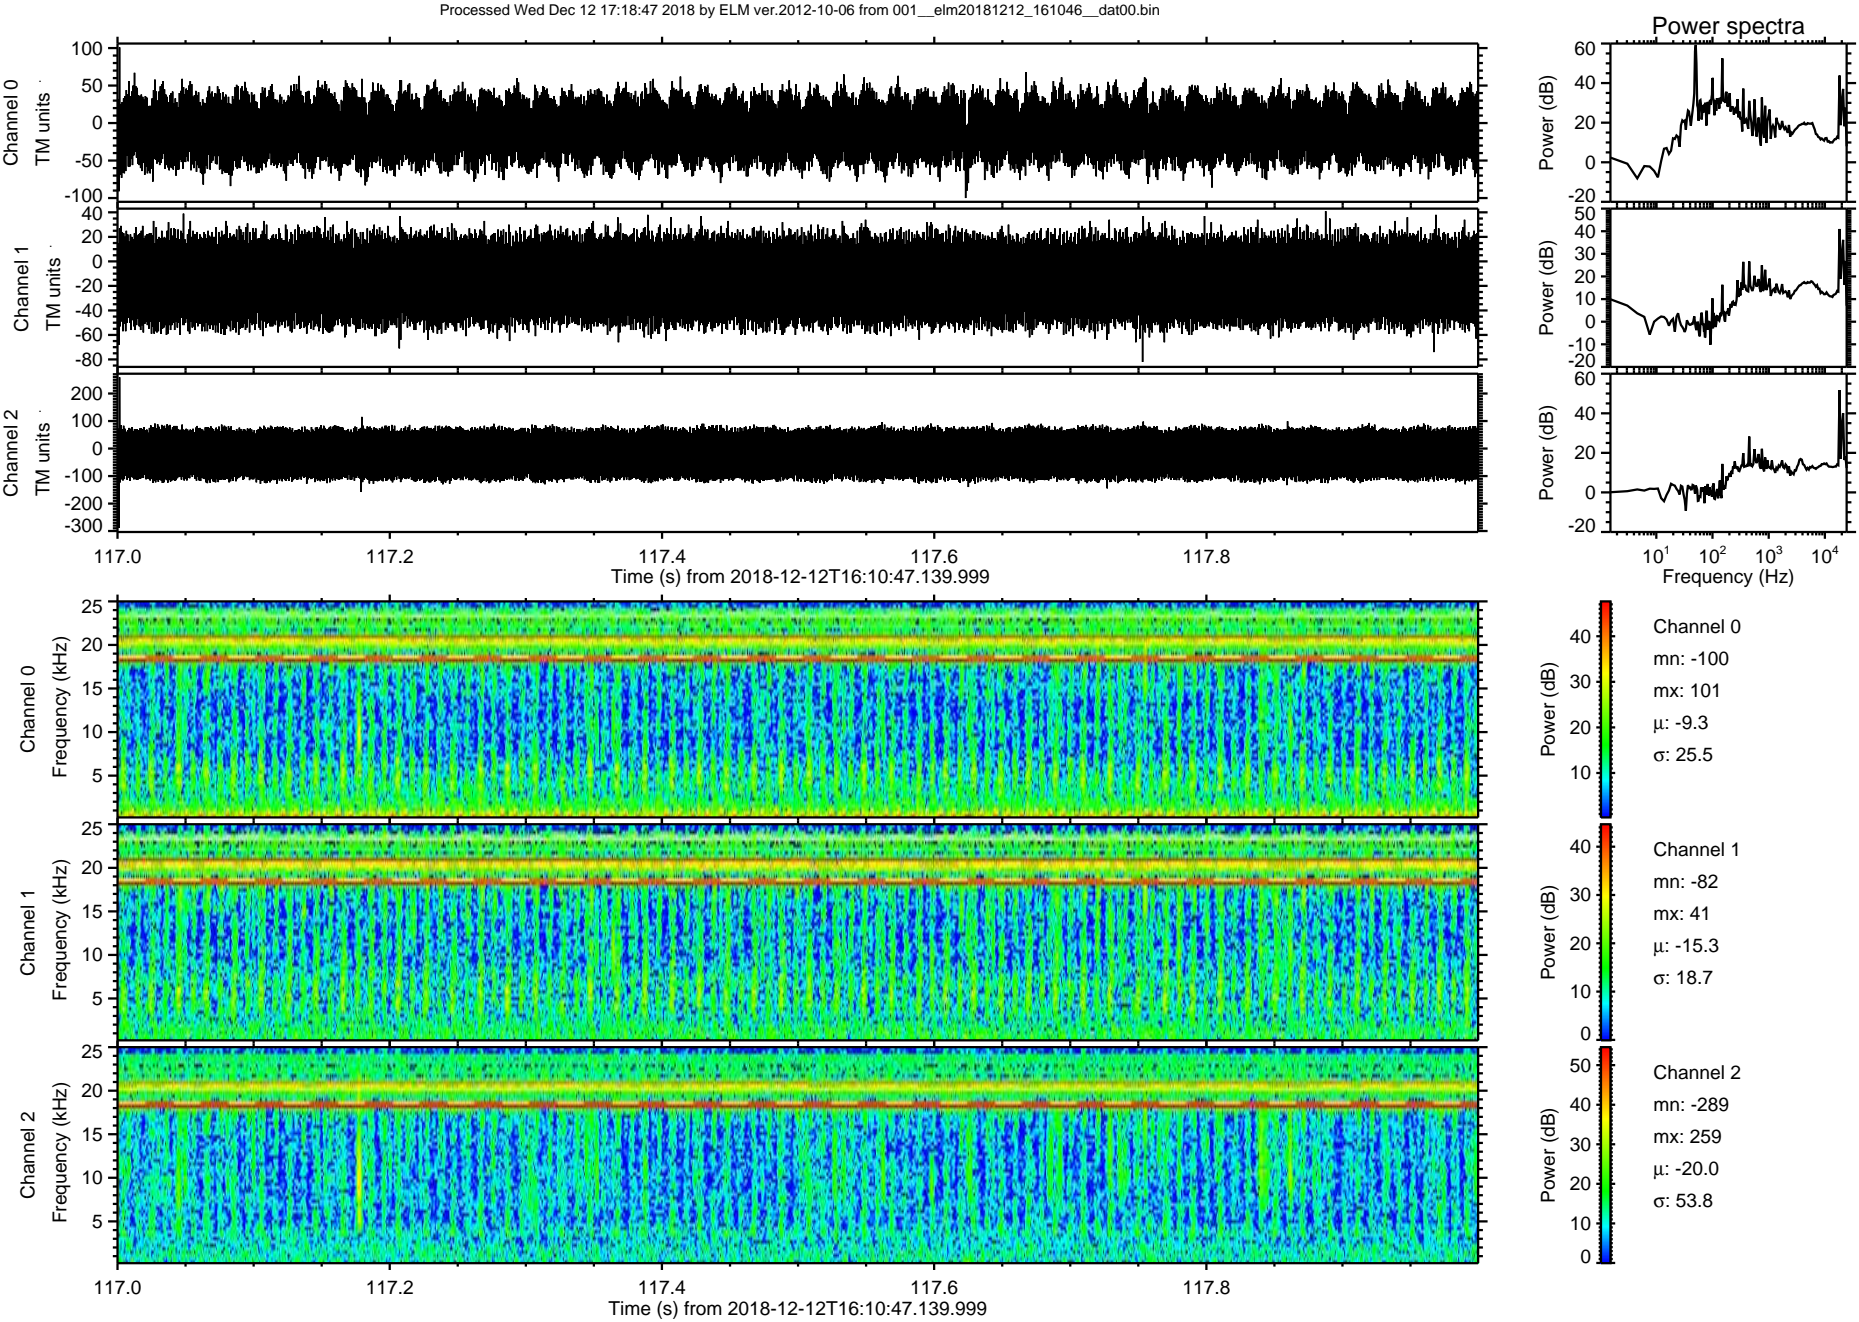 Processed Wed Dec 12 17:18:47 2018 by ELM ver.2012-10-06 from 001__elm20181212_161046__dat00.bin
Power spectra
Channel 0
TM units
100
50
0
-50
-100
Power (dB)
60
40
20
0
-20
Channel 1
TM units
40
20
0
-20
-40
-60
-80
Power (dB)
50
40
30
20
10
0
-10
-20
Channel 2
TM units
200
100
0
-100
-200
-300
Power (dB)
60
40
20
0
-20
117.0 117.2 117.4 117.6 117.8
Time (s) from 2018-12-12T16:10:47.139.999
10¹ 10² 10³ 10⁴
Frequency (Hz)
Channel 0
Frequency (kHz)
25
20
15
10
5
Power (dB)
40
30
20
10
Channel 0
mn: -100
mx: 101
μ: -9.3
σ: 25.5
Channel 1
Frequency (kHz)
25
20
15
10
5
Power (dB)
40
30
20
10
0
Channel 1
mn: -82
mx: 41
μ: -15.3
σ: 18.7
Channel 2
Frequency (kHz)
25
20
15
10
5
Power (dB)
50
40
30
20
10
0
Channel 2
mn: -289
mx: 259
μ: -20.0
σ: 53.8
117.0 117.2 117.4 117.6 117.8
Time (s) from 2018-12-12T16:10:47.139.999